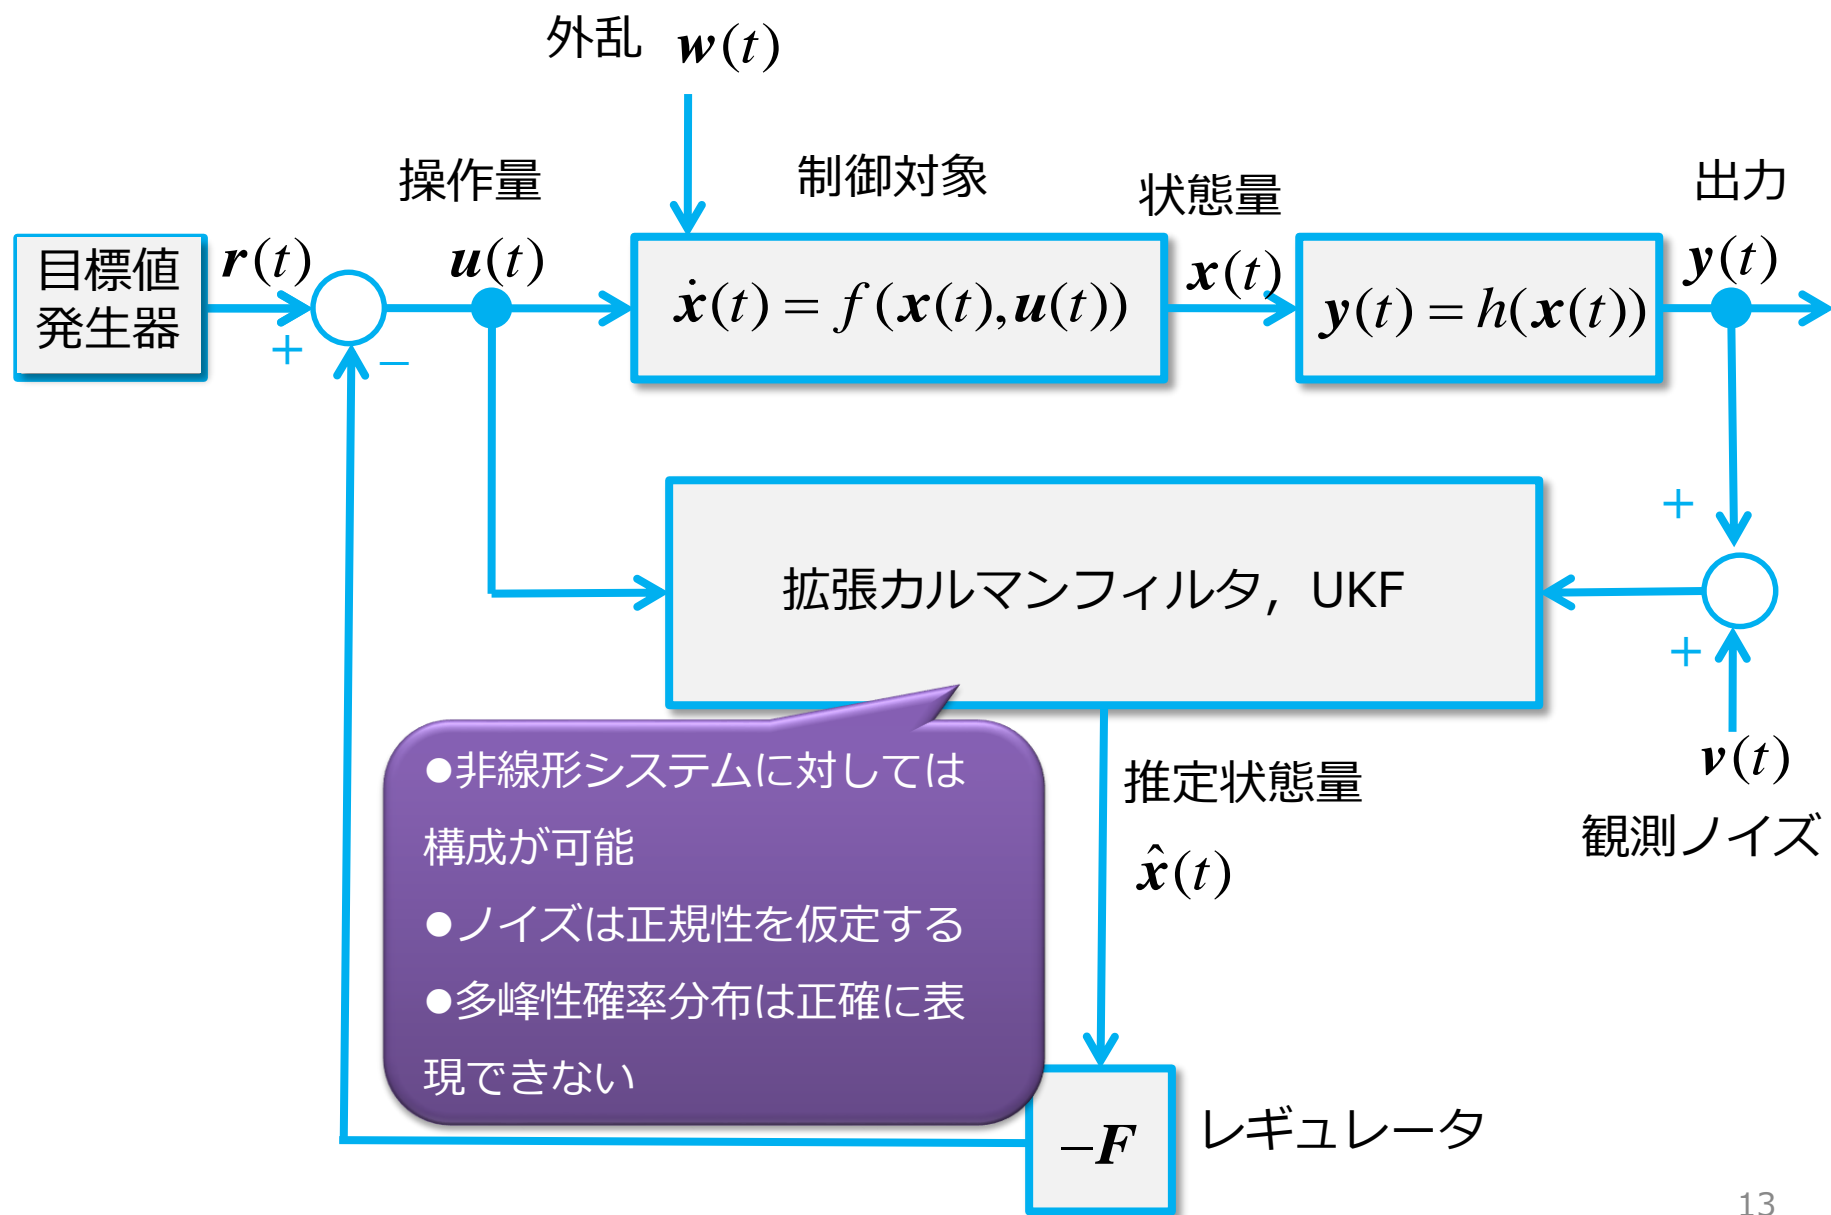 外乱 w(t)
操作量
制御対象
状態量
出力
目標値
発生器
r(t)
u(t)
ẋ(t) = f(x(t),u(t))
x(t)
y(t) = h(x(t))
y(t)
+
−
+
拡張カルマンフィルタ，UKF
+
v(t)
観測ノイズ
●非線形システムに対しては
構成が可能
●ノイズは正規性を仮定する
●多峰性確率分布は正確に表
現できない
推定状態量
x̂(t)
−F
レギュレータ
13